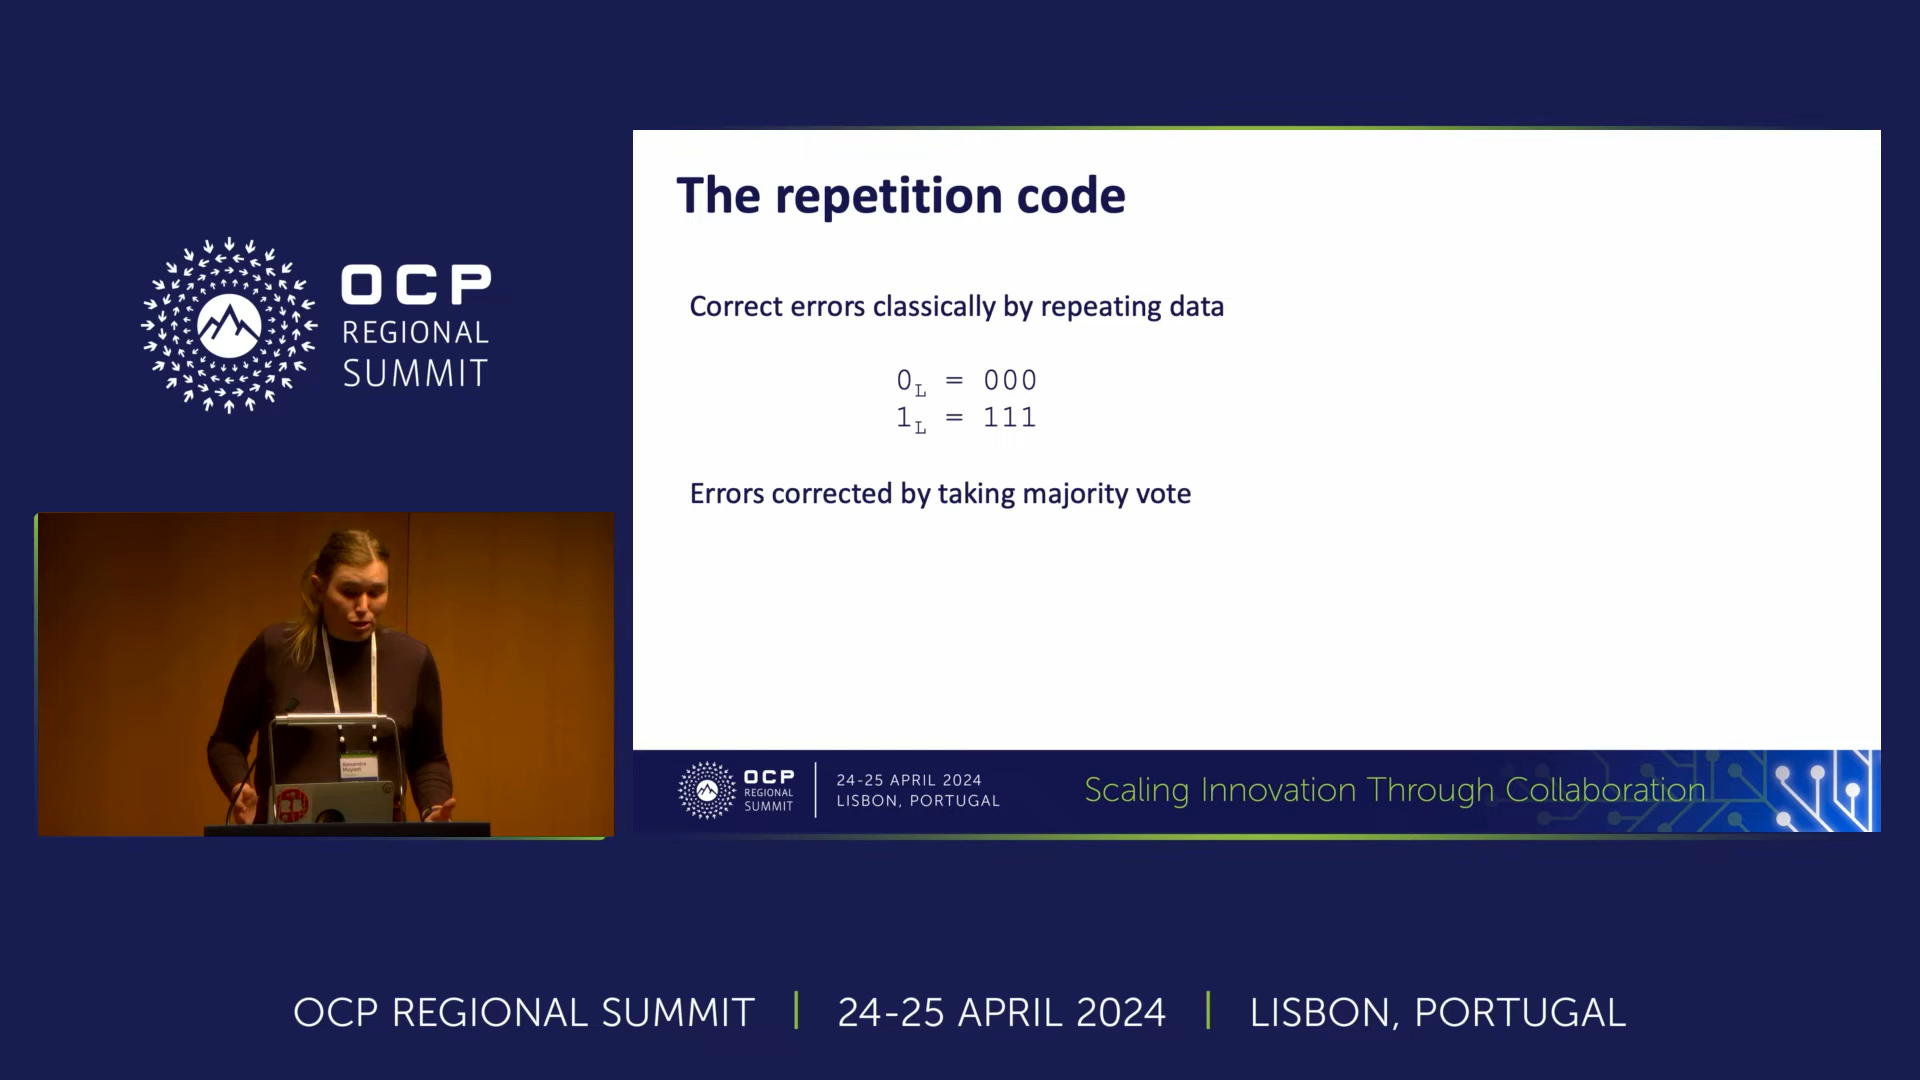 OCP
REGIONAL
SUMMIT
The repetition code
Correct errors classically by repeating data
0L = 000
1L = 111
Errors corrected by taking majority vote
OCP
REGIONAL
SUMMIT
24-25 APRIL 2024
LISBON, PORTUGAL
Scaling Innovation Through Collaboration
OCP REGIONAL SUMMIT | 24-25 APRIL 2024 | LISBON, PORTUGAL